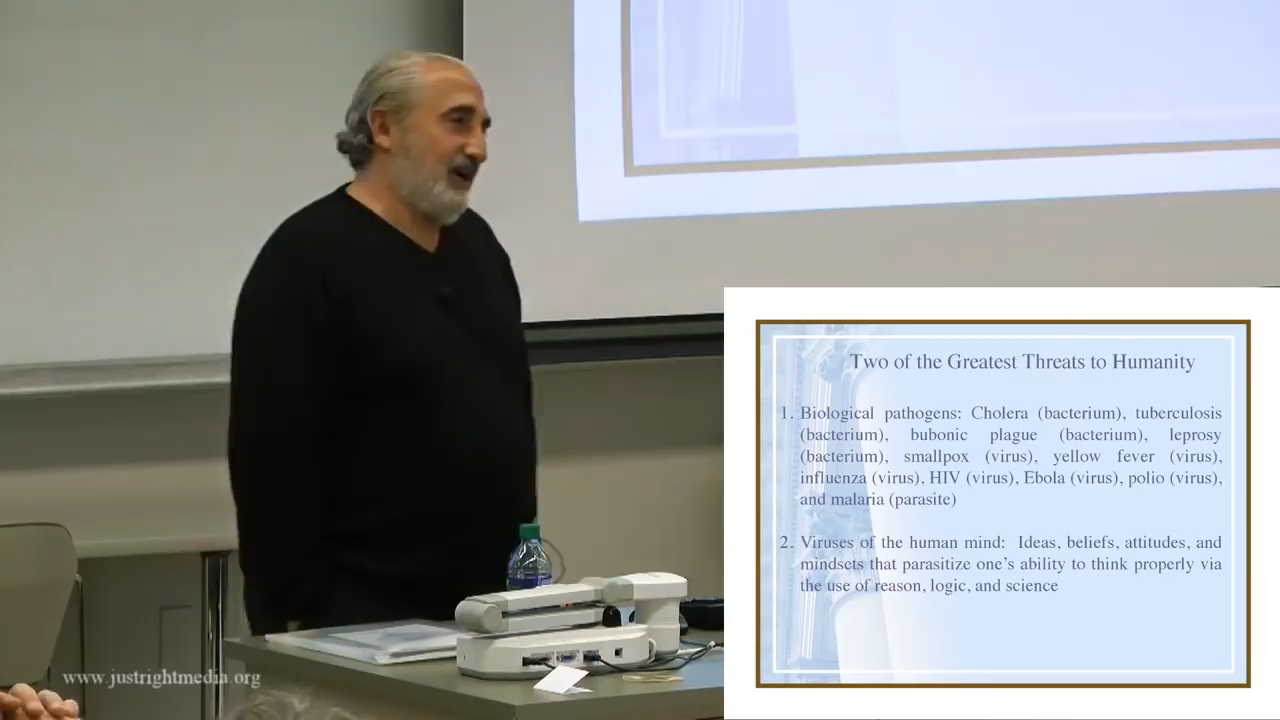 Two of the Greatest Threats to Humanity
1. Biological pathogens: Cholera (bacterium), tuberculosis
(bacterium), bubonic plague (bacterium), leprosy
(bacterium), smallpox (virus), yellow fever (virus),
influenza (virus), HIV (virus), Ebola (virus), polio (virus),
and malaria (parasite)
2. Viruses of the human mind: Ideas, beliefs, attitudes, and
mindsets that parasitize one's ability to think properly via
the use of reason, logic, and science
www.justrightmedia.org